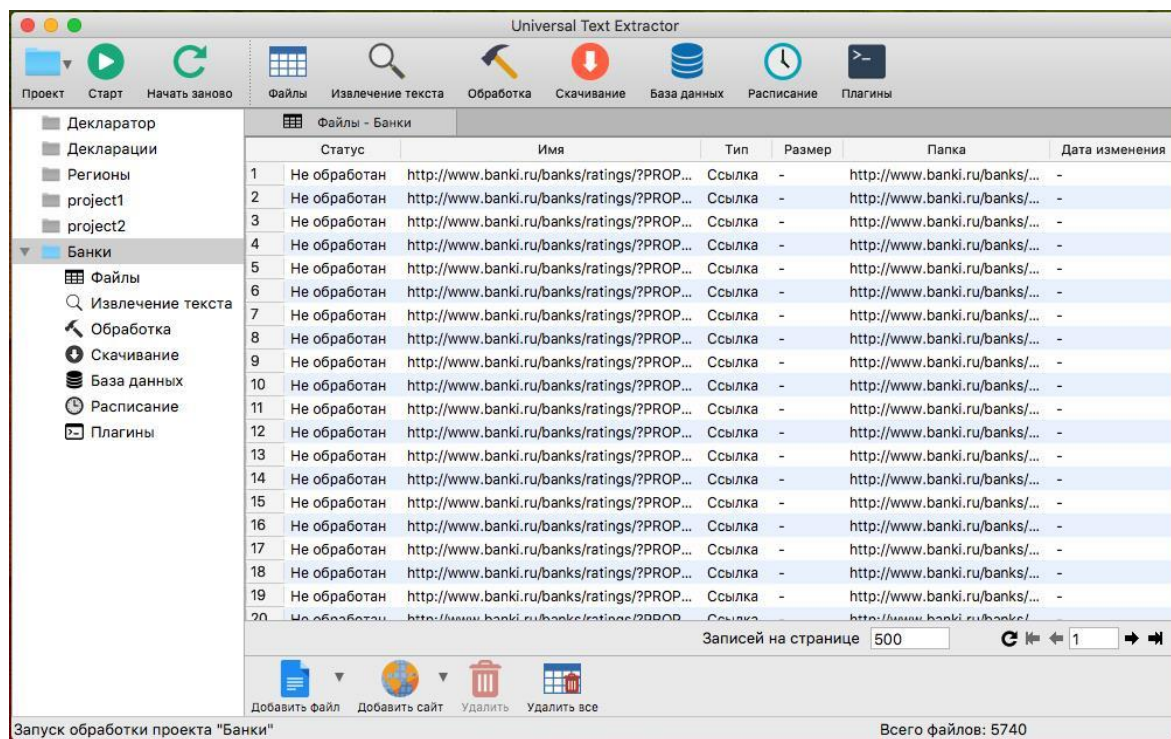 Universal Text Extractor
Проект Старт Начать заново Файлы Извлечение текста Обработка Скачивание База данных Расписание Плагины
Декларатор
Декларации
Регионы
project1
project2
Банки
Файлы
Извлечение текста
Обработка
Скачивание
База данных
Расписание
Плагины
Файлы - Банки
Статус Имя Тип Размер Папка Дата изменения
1 Не обработан http://www.banki.ru/banks/ratings/?PROP... Ссылка - http://www.banki.ru/banks/... -
2 Не обработан http://www.banki.ru/banks/ratings/?PROP... Ссылка - http://www.banki.ru/banks/... -
3 Не обработан http://www.banki.ru/banks/ratings/?PROP... Ссылка - http://www.banki.ru/banks/... -
4 Не обработан http://www.banki.ru/banks/ratings/?PROP... Ссылка - http://www.banki.ru/banks/... -
5 Не обработан http://www.banki.ru/banks/ratings/?PROP... Ссылка - http://www.banki.ru/banks/... -
6 Не обработан http://www.banki.ru/banks/ratings/?PROP... Ссылка - http://www.banki.ru/banks/... -
7 Не обработан http://www.banki.ru/banks/ratings/?PROP... Ссылка - http://www.banki.ru/banks/... -
8 Не обработан http://www.banki.ru/banks/ratings/?PROP... Ссылка - http://www.banki.ru/banks/... -
9 Не обработан http://www.banki.ru/banks/ratings/?PROP... Ссылка - http://www.banki.ru/banks/... -
10 Не обработан http://www.banki.ru/banks/ratings/?PROP... Ссылка - http://www.banki.ru/banks/... -
11 Не обработан http://www.banki.ru/banks/ratings/?PROP... Ссылка - http://www.banki.ru/banks/... -
12 Не обработан http://www.banki.ru/banks/ratings/?PROP... Ссылка - http://www.banki.ru/banks/... -
13 Не обработан http://www.banki.ru/banks/ratings/?PROP... Ссылка - http://www.banki.ru/banks/... -
14 Не обработан http://www.banki.ru/banks/ratings/?PROP... Ссылка - http://www.banki.ru/banks/... -
15 Не обработан http://www.banki.ru/banks/ratings/?PROP... Ссылка - http://www.banki.ru/banks/... -
16 Не обработан http://www.banki.ru/banks/ratings/?PROP... Ссылка - http://www.banki.ru/banks/... -
17 Не обработан http://www.banki.ru/banks/ratings/?PROP... Ссылка - http://www.banki.ru/banks/... -
18 Не обработан http://www.banki.ru/banks/ratings/?PROP... Ссылка - http://www.banki.ru/banks/... -
19 Не обработан http://www.banki.ru/banks/ratings/?PROP... Ссылка - http://www.banki.ru/banks/... -
20 Не обработан http://www.banki.ru/banks/ratings/?PROP... Ссылка - http://www.banki.ru/banks/... -
Записей на странице 500 1
Добавить файл Добавить сайт Удалить Удалить все
Запуск обработки проекта "Банки" Всего файлов: 5740